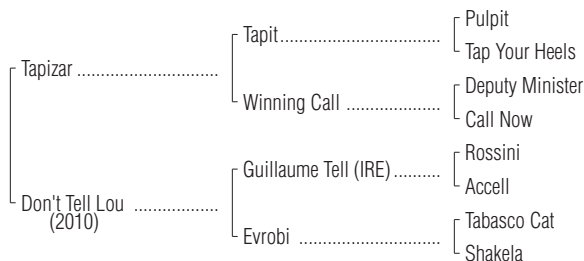 Pulpit
Tapit
Tap Your Heels
Tapizar
Deputy Minister
Winning Call
Call Now
Rossini
Guillaume Tell (IRE)
Accell
Don't Tell Lou
(2010)
Tabasco Cat
Evrobi
Shakela